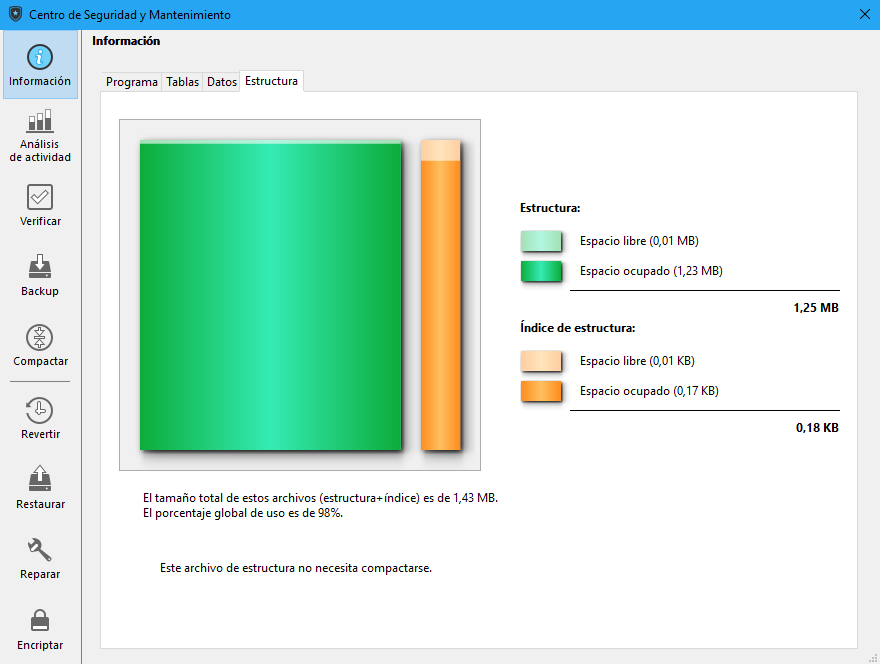 Centro de Seguridad y Mantenimiento
Información
Información
Análisis
de actividad
Verificar
Backup
Compactar
Revertir
Restaurar
Reparar
Encriptar
Programa
Tablas
Datos
Estructura
Estructura:
Espacio libre (0,01 MB)
Espacio ocupado (1,23 MB)
1,25 MB
Índice de estructura:
Espacio libre (0,01 KB)
Espacio ocupado (0,17 KB)
0,18 KB
El tamaño total de estos archivos (estructura+índice) es de 1,43 MB.
El porcentaje global de uso es de 98%.
Este archivo de estructura no necesita compactarse.